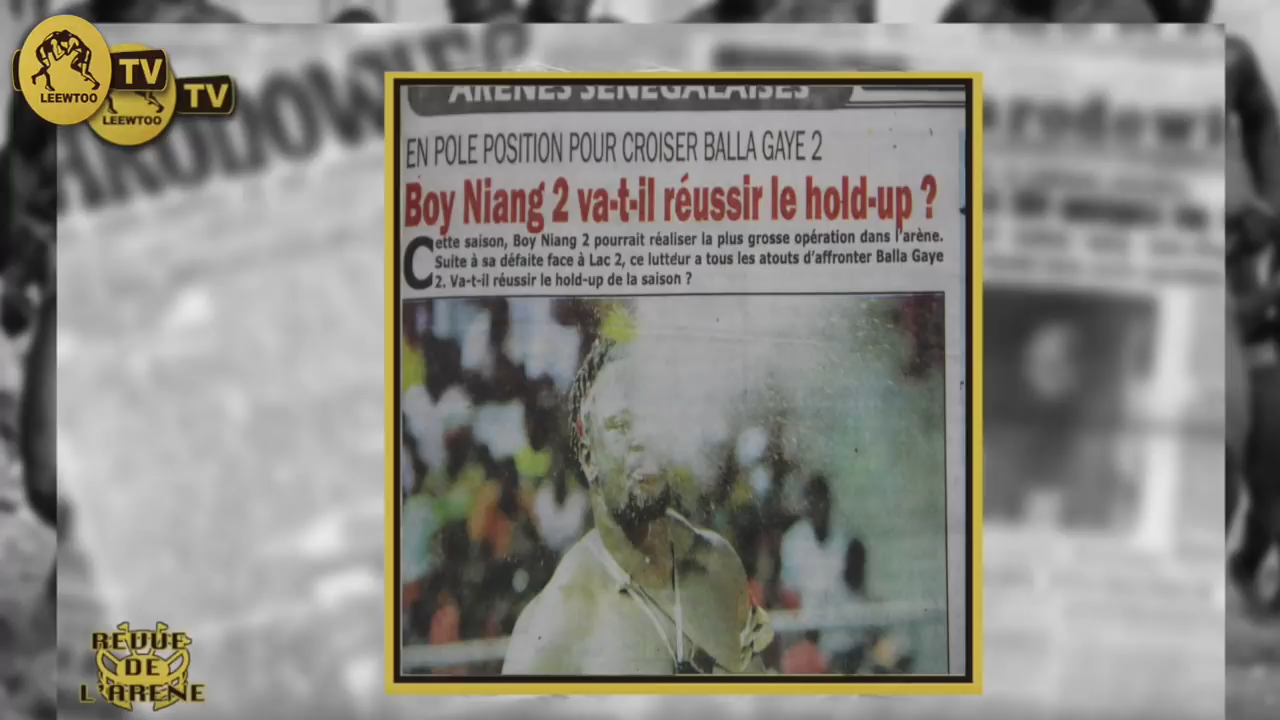 TV
LEEWTOO
TV
LEEWTOO
ARENES SENEGALAISES
EN POLE POSITION POUR CROISER BALLA GAYE 2
Boy Niang 2 va-t-il réussir le hold-up ?
Cette saison, Boy Niang 2 pourrait réaliser la plus grosse opération dans l'arène.
Suite à sa défaite face à Lac 2, ce lutteur a tous les atouts d'affronter Balla Gaye
2. Va-t-il réussir le hold-up de la saison ?
REVUE
DE
L'ARENE